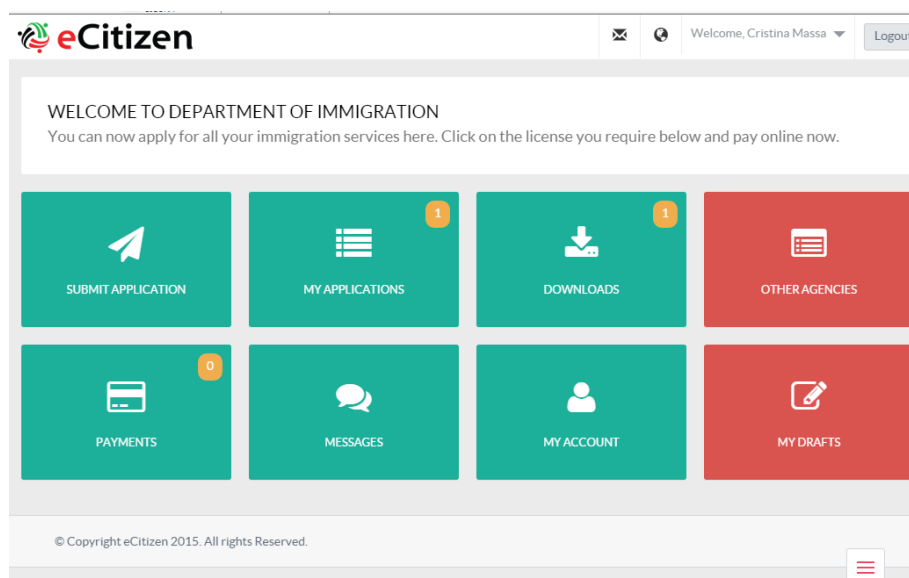 eCitizen
Welcome, Cristina Massa
Logout
WELCOME TO DEPARTMENT OF IMMIGRATION
You can now apply for all your immigration services here. Click on the license you require below and pay online now.
SUBMIT APPLICATION
1
MY APPLICATIONS
1
DOWNLOADS
OTHER AGENCIES
0
PAYMENTS
MESSAGES
MY ACCOUNT
MY DRAFTS
© Copyright eCitizen 2015. All rights Reserved.